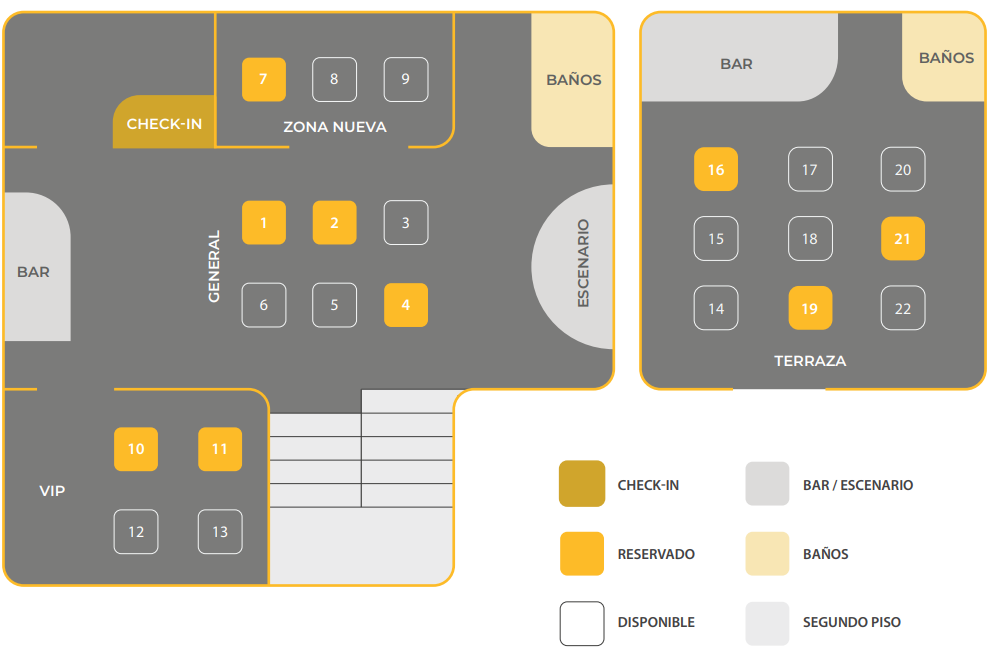 BAÑOS
7 8 9
CHECK-IN
ZONA NUEVA
GENERAL
1 2 3
6 5 4
BAR
ESCENARIO
VIP
10 11
12 13
BAR
BAÑOS
16 17 20
15 18 21
14 19 22
TERRAZA
CHECK-IN
BAR / ESCENARIO
RESERVADO
BAÑOS
DISPONIBLE
SEGUNDO PISO